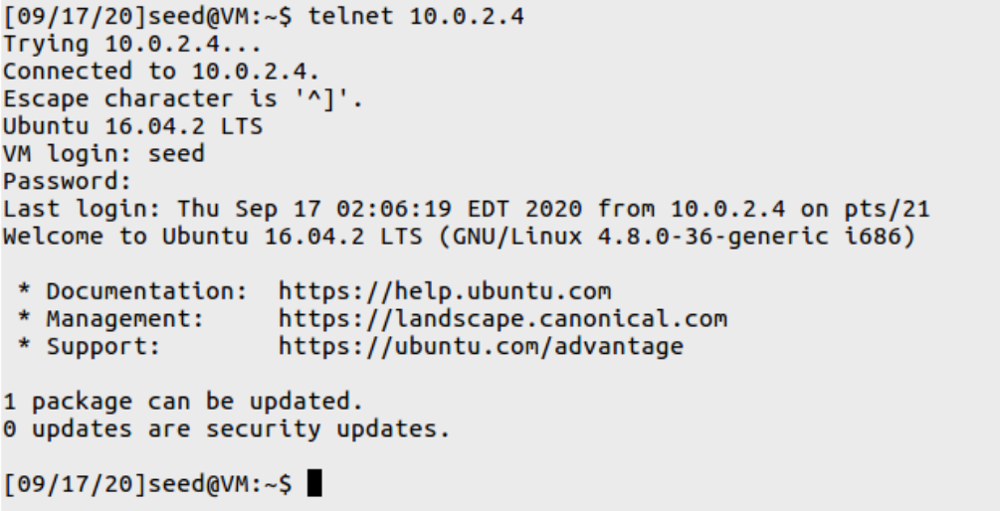 [09/17/20]seed@VM:~$ telnet 10.0.2.4
Trying 10.0.2.4...
Connected to 10.0.2.4.
Escape character is '^]'.
Ubuntu 16.04.2 LTS
VM login: seed
Password:
Last login: Thu Sep 17 02:06:19 EDT 2020 from 10.0.2.4 on pts/21
Welcome to Ubuntu 16.04.2 LTS (GNU/Linux 4.8.0-36-generic i686)

 * Documentation:  https://help.ubuntu.com
 * Management:     https://landscape.canonical.com
 * Support:        https://ubuntu.com/advantage

1 package can be updated.
0 updates are security updates.

[09/17/20]seed@VM:~$